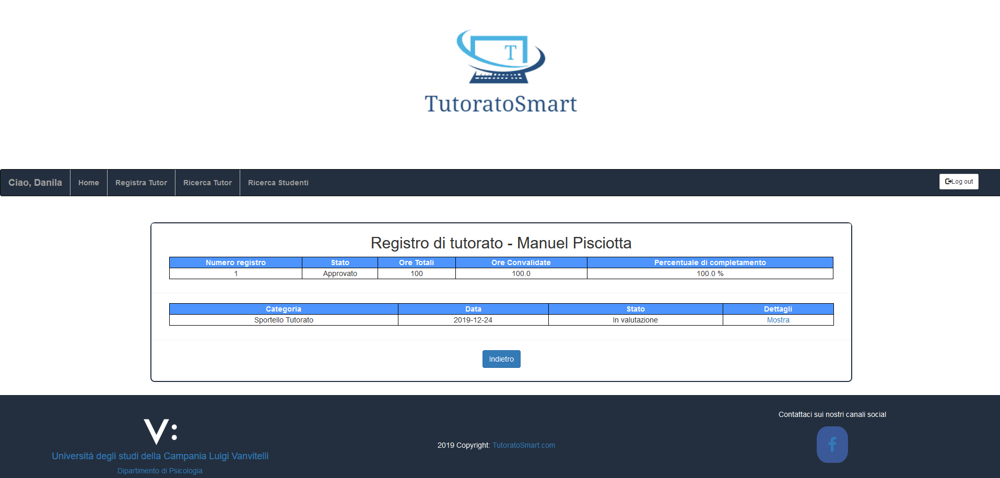 T
TutoratoSmart
Ciao, Danila Home Registra Tutor Ricerca Tutor Ricerca Studenti Log out
Registro di tutorato - Manuel Pisciotta
Numero registro Stato Ore Totali Ore Convalidate Percentuale di completamento
1 Approvato 100 100.0 100.0 %
Categoria Data Stato Dettagli
Sportello Tutorato 2019-12-24 In valutazione Mostra
Indietro
V:
Universitá degli studi della Campania Luigi Vanvitelli
Dipartimento di Psicologia
2019 Copyright: TutoratoSmart.com
Contattaci sui nostri canali social
f